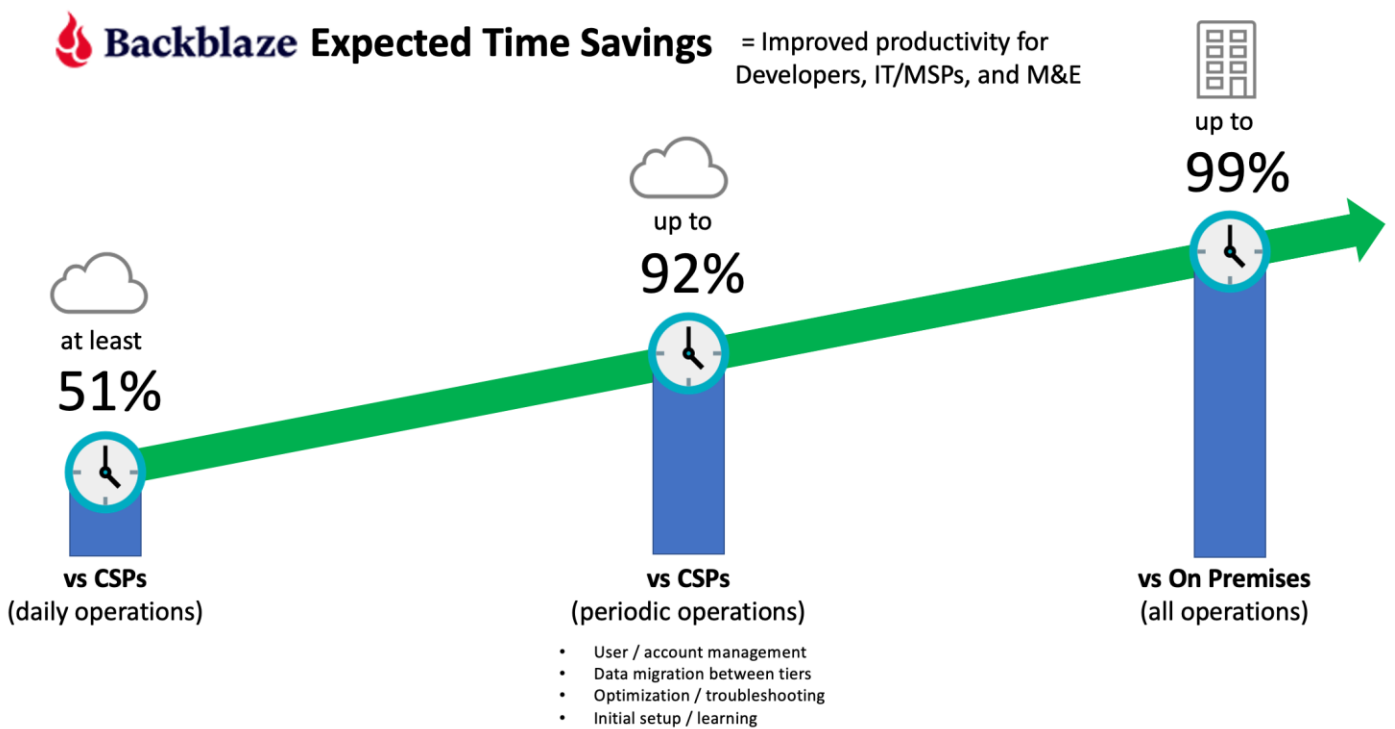 Backblaze Expected Time Savings
= Improved productivity for
Developers, IT/MSPs, and M&E
at least
51%
vs CSPs
(daily operations)
up to
92%
vs CSPs
(periodic operations)
• User / account management
• Data migration between tiers
• Optimization / troubleshooting
• Initial setup / learning
up to
99%
vs On Premises
(all operations)